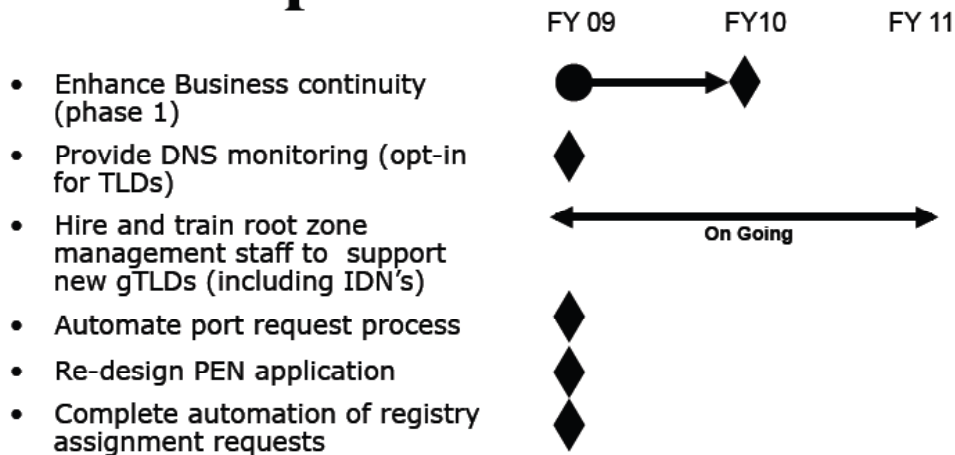 FY 09 FY10 FY 11
• Enhance Business continuity
(phase 1)
• Provide DNS monitoring (opt-in
for TLDs)
• Hire and train root zone
management staff to support
new gTLDs (including IDN's)
On Going
• Automate port request process
• Re-design PEN application
• Complete automation of registry
assignment requests